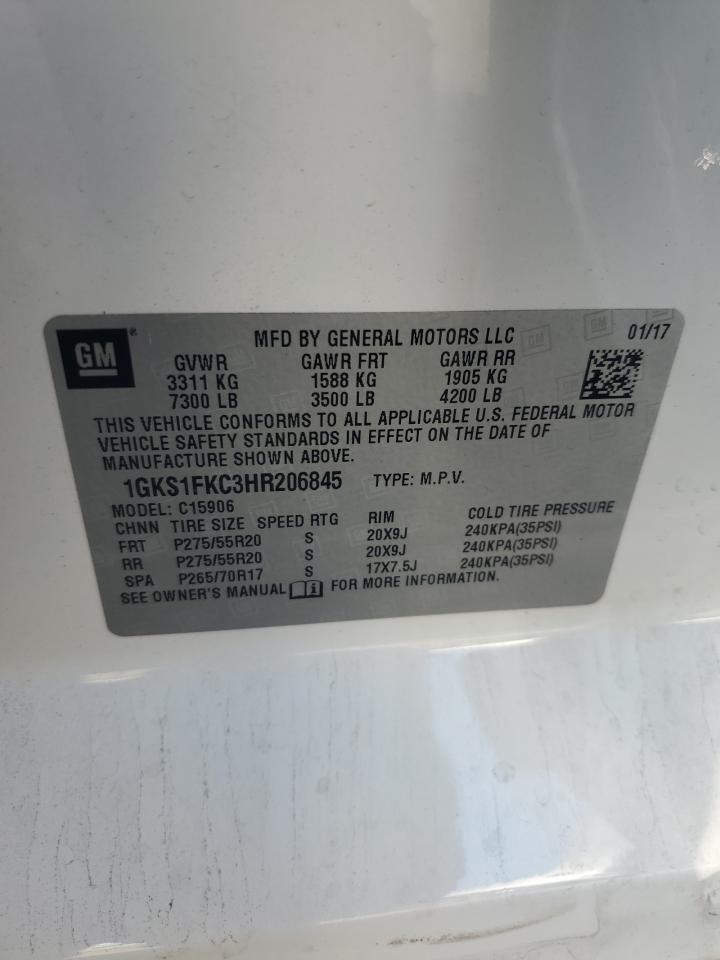 GM®
MFD BY GENERAL MOTORS LLC 01/17
GVWR GAWR FRT GAWR RR
3311 KG 1588 KG 1905 KG
7300 LB 3500 LB 4200 LB
THIS VEHICLE CONFORMS TO ALL APPLICABLE U.S. FEDERAL MOTOR
VEHICLE SAFETY STANDARDS IN EFFECT ON THE DATE OF
MANUFACTURE SHOWN ABOVE.
1GKS1FKC3HR206845 TYPE: M.P.V.
MODEL: C15906
CHNN TIRE SIZE SPEED RTG RIM COLD TIRE PRESSURE
FRT P275/55R20 S 20X9J 240KPA(35PSI)
RR P275/55R20 S 20X9J 240KPA(35PSI)
SPA P265/70R17 S 17X7.5J 240KPA(35PSI)
SEE OWNER'S MANUAL i FOR MORE INFORMATION.